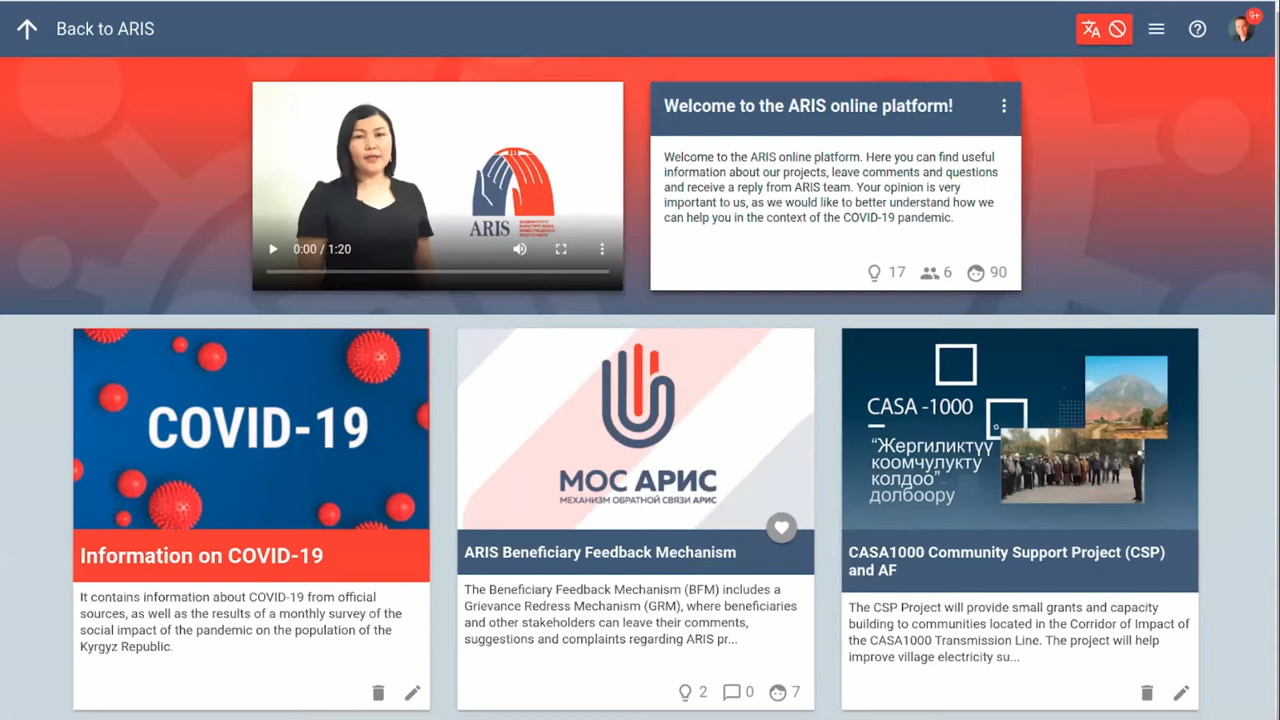 Back to ARIS
9+
Welcome to the ARIS online platform!
Welcome to the ARIS online platform. Here you can find useful
information about our projects, leave comments and questions
and receive a reply from ARIS team. Your opinion is very
important to us, as we would like to better understand how we
can help you in the context of the COVID-19 pandemic.
17
6
90
ARIS
0:00 / 1:20
COVID-19
Information on COVID-19
It contains information about COVID-19 from official
sources, as well as the results of a monthly survey of the
social impact of the pandemic on the population of the
Kyrgyz Republic.
МОС АРИС
МЕХАНИЗМ ОБРАТНОЙ СВЯЗИ АРИС
ARIS Beneficiary Feedback Mechanism
The Beneficiary Feedback Mechanism (BFM) includes a
Grievance Redress Mechanism (GRM), where beneficiaries
and other stakeholders can leave their comments,
suggestions and complaints regarding ARIS pr...
2
0
7
CASA -1000
“Жергиликтүү
коомчулукту
колдоо”
долбоору
CASA1000 Community Support Project (CSP)
and AF
The CSP Project will provide small grants and capacity
building to communities located in the Corridor of Impact of
the CASA1000 Transmission Line. The project will help
improve village electricity su...